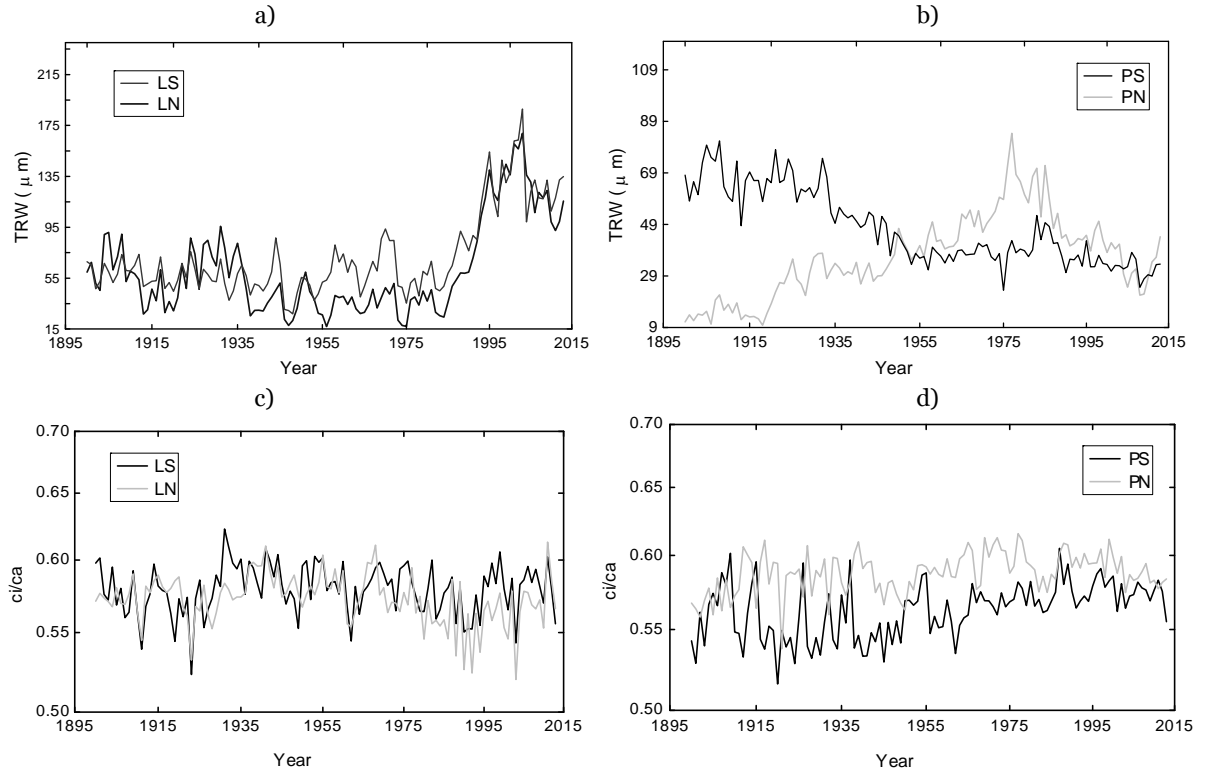 a)
TRW ( μ m)
215
175
135
95
55
15
LS
LN
1895 1915 1935 1955 1975 1995 2015
Year
b)
TRW ( μ m)
109
89
69
49
29
9
PS
PN
1895 1915 1935 1955 1975 1995 2015
Year
c)
ci/ca
0.70
0.65
0.60
0.55
0.50
LS
LN
1895 1915 1935 1955 1975 1995 2015
Year
d)
ci/ca
0.70
0.65
0.60
0.55
0.50
PS
PN
1895 1915 1935 1955 1975 1995 2015
Year